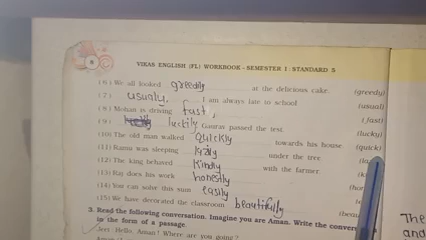 VIKAS ENGLISH (FL) WORKBOOK - SEMESTER I STANDARD 5
(6) We all looked greedily at the delicious cake. (greedy)
(7) usualy, I am always late to school (usual)
(8) Mohan is driving fast, (fast)
(9) luckily Gaurav passed the test. (lucky)
(10) The old man walked Quickly towards his house. (quick)
(11) Ramu was sleeping lazily under the tree
(12) The king behaved Kindly with the farmer
(13) Raj does his work honestly
(14) You can solve this sum easily
(15) We have decorated the classroom beautifully
3. Read the following conversation. Imagine you are Aman. Write the
in the form of a passage.
Jeet: Hello, Aman! Where are you going?
The
and